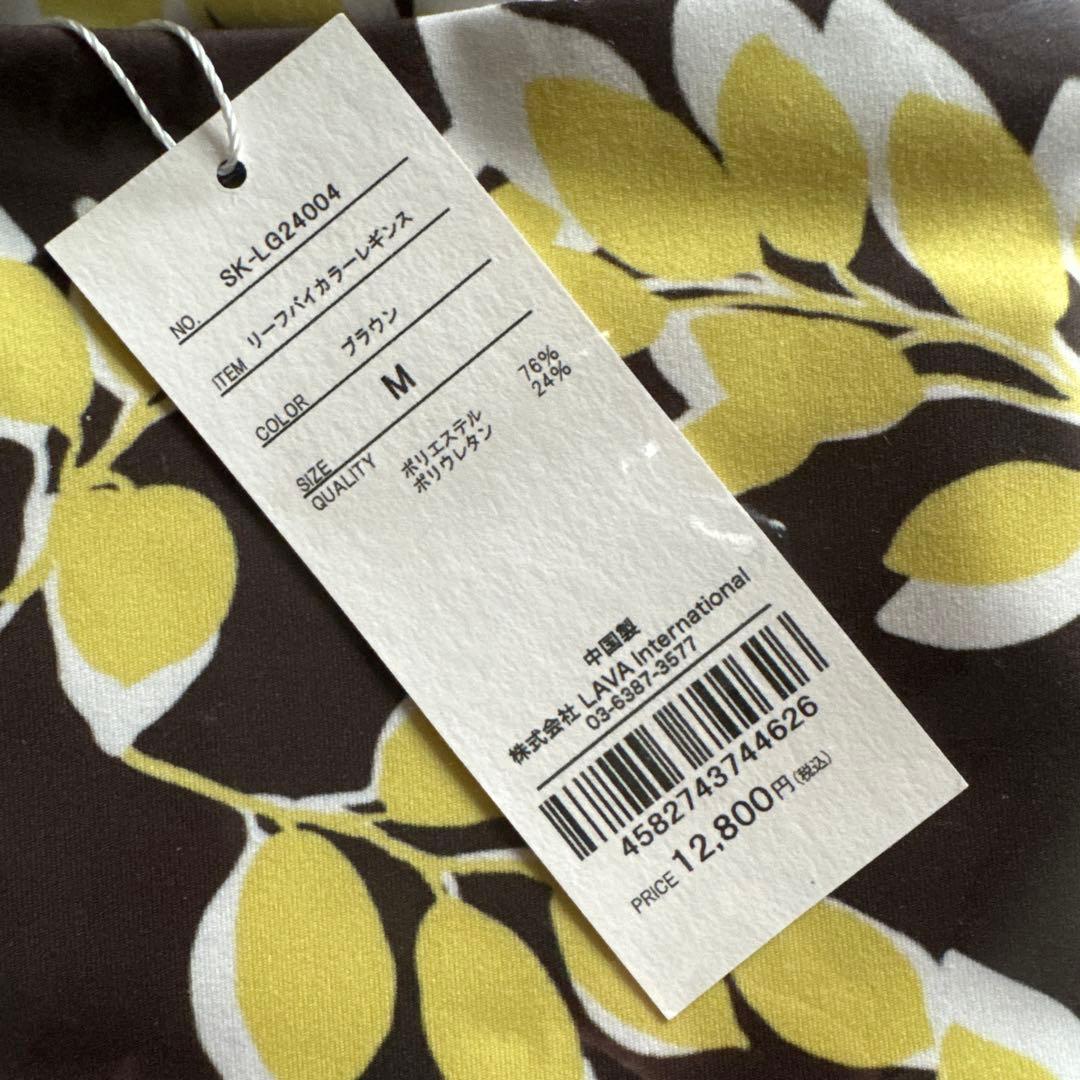 NO. SK-LG24004
ITEM リーフバイカラーレギンス
COLOR ブラウン
SIZE M
QUALITY ポリエステル 76%
ポリウレタン 24%
中国製
株式会社 LAVA International
03-6387-3577
4582743744626
PRICE 12,800円(税込)